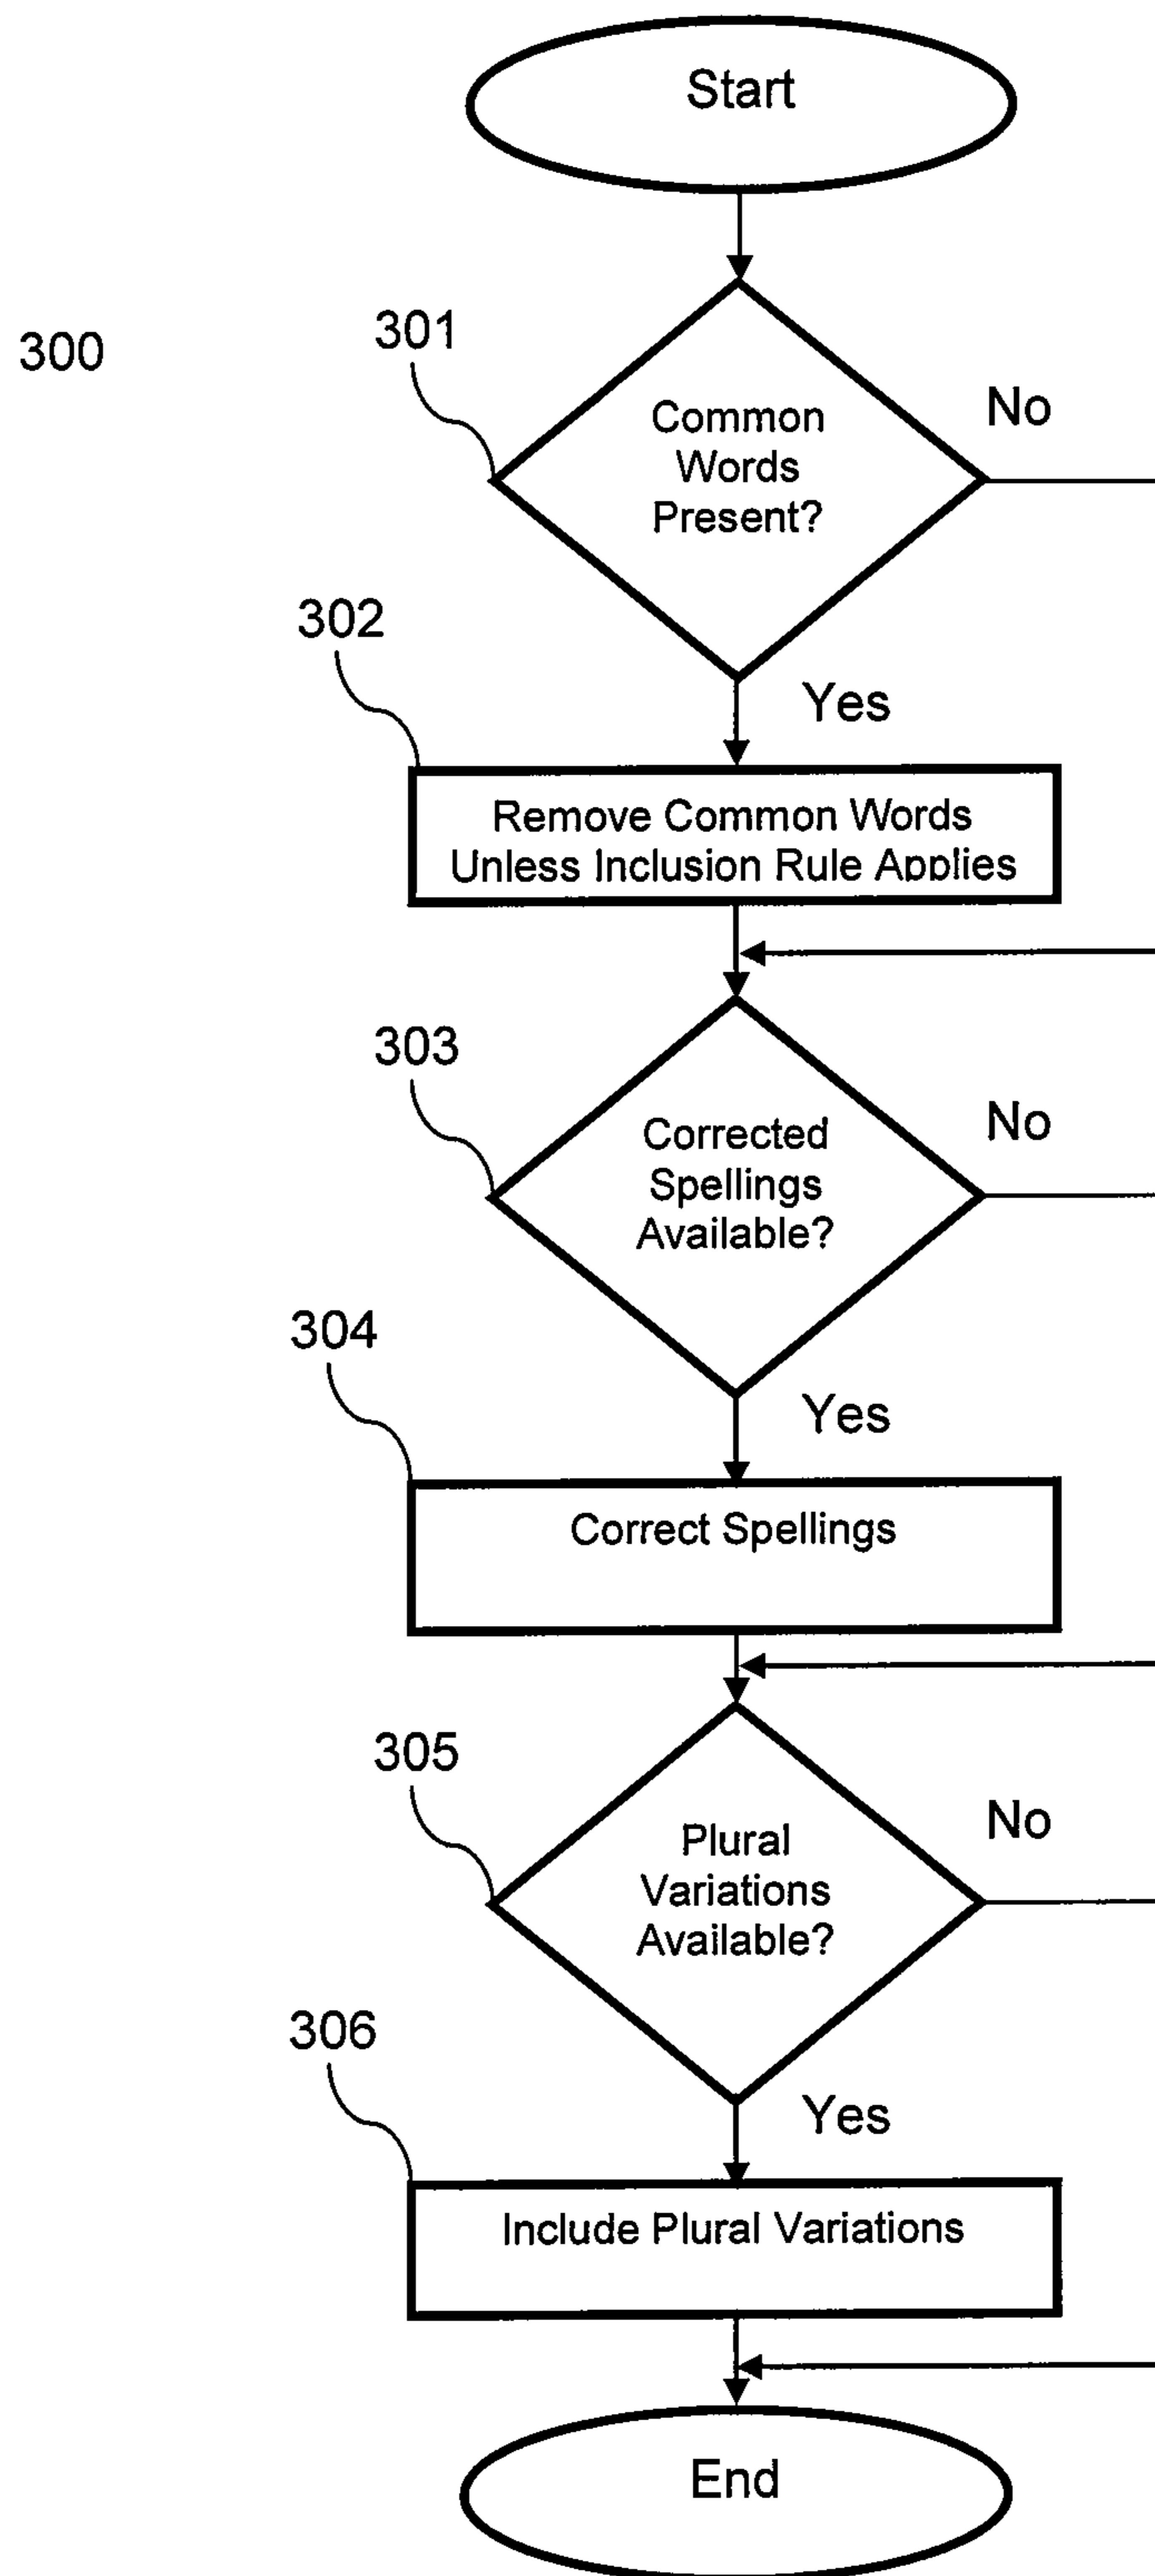 Start
300
301
Common
Words
Present?
No
302
Yes
Remove Common Words
Unless Inclusion Rule Applies
303
Corrected
Spellings
Available?
No
304
Yes
Correct Spellings
305
Plural
Variations
Available?
No
306
Yes
Include Plural Variations
End